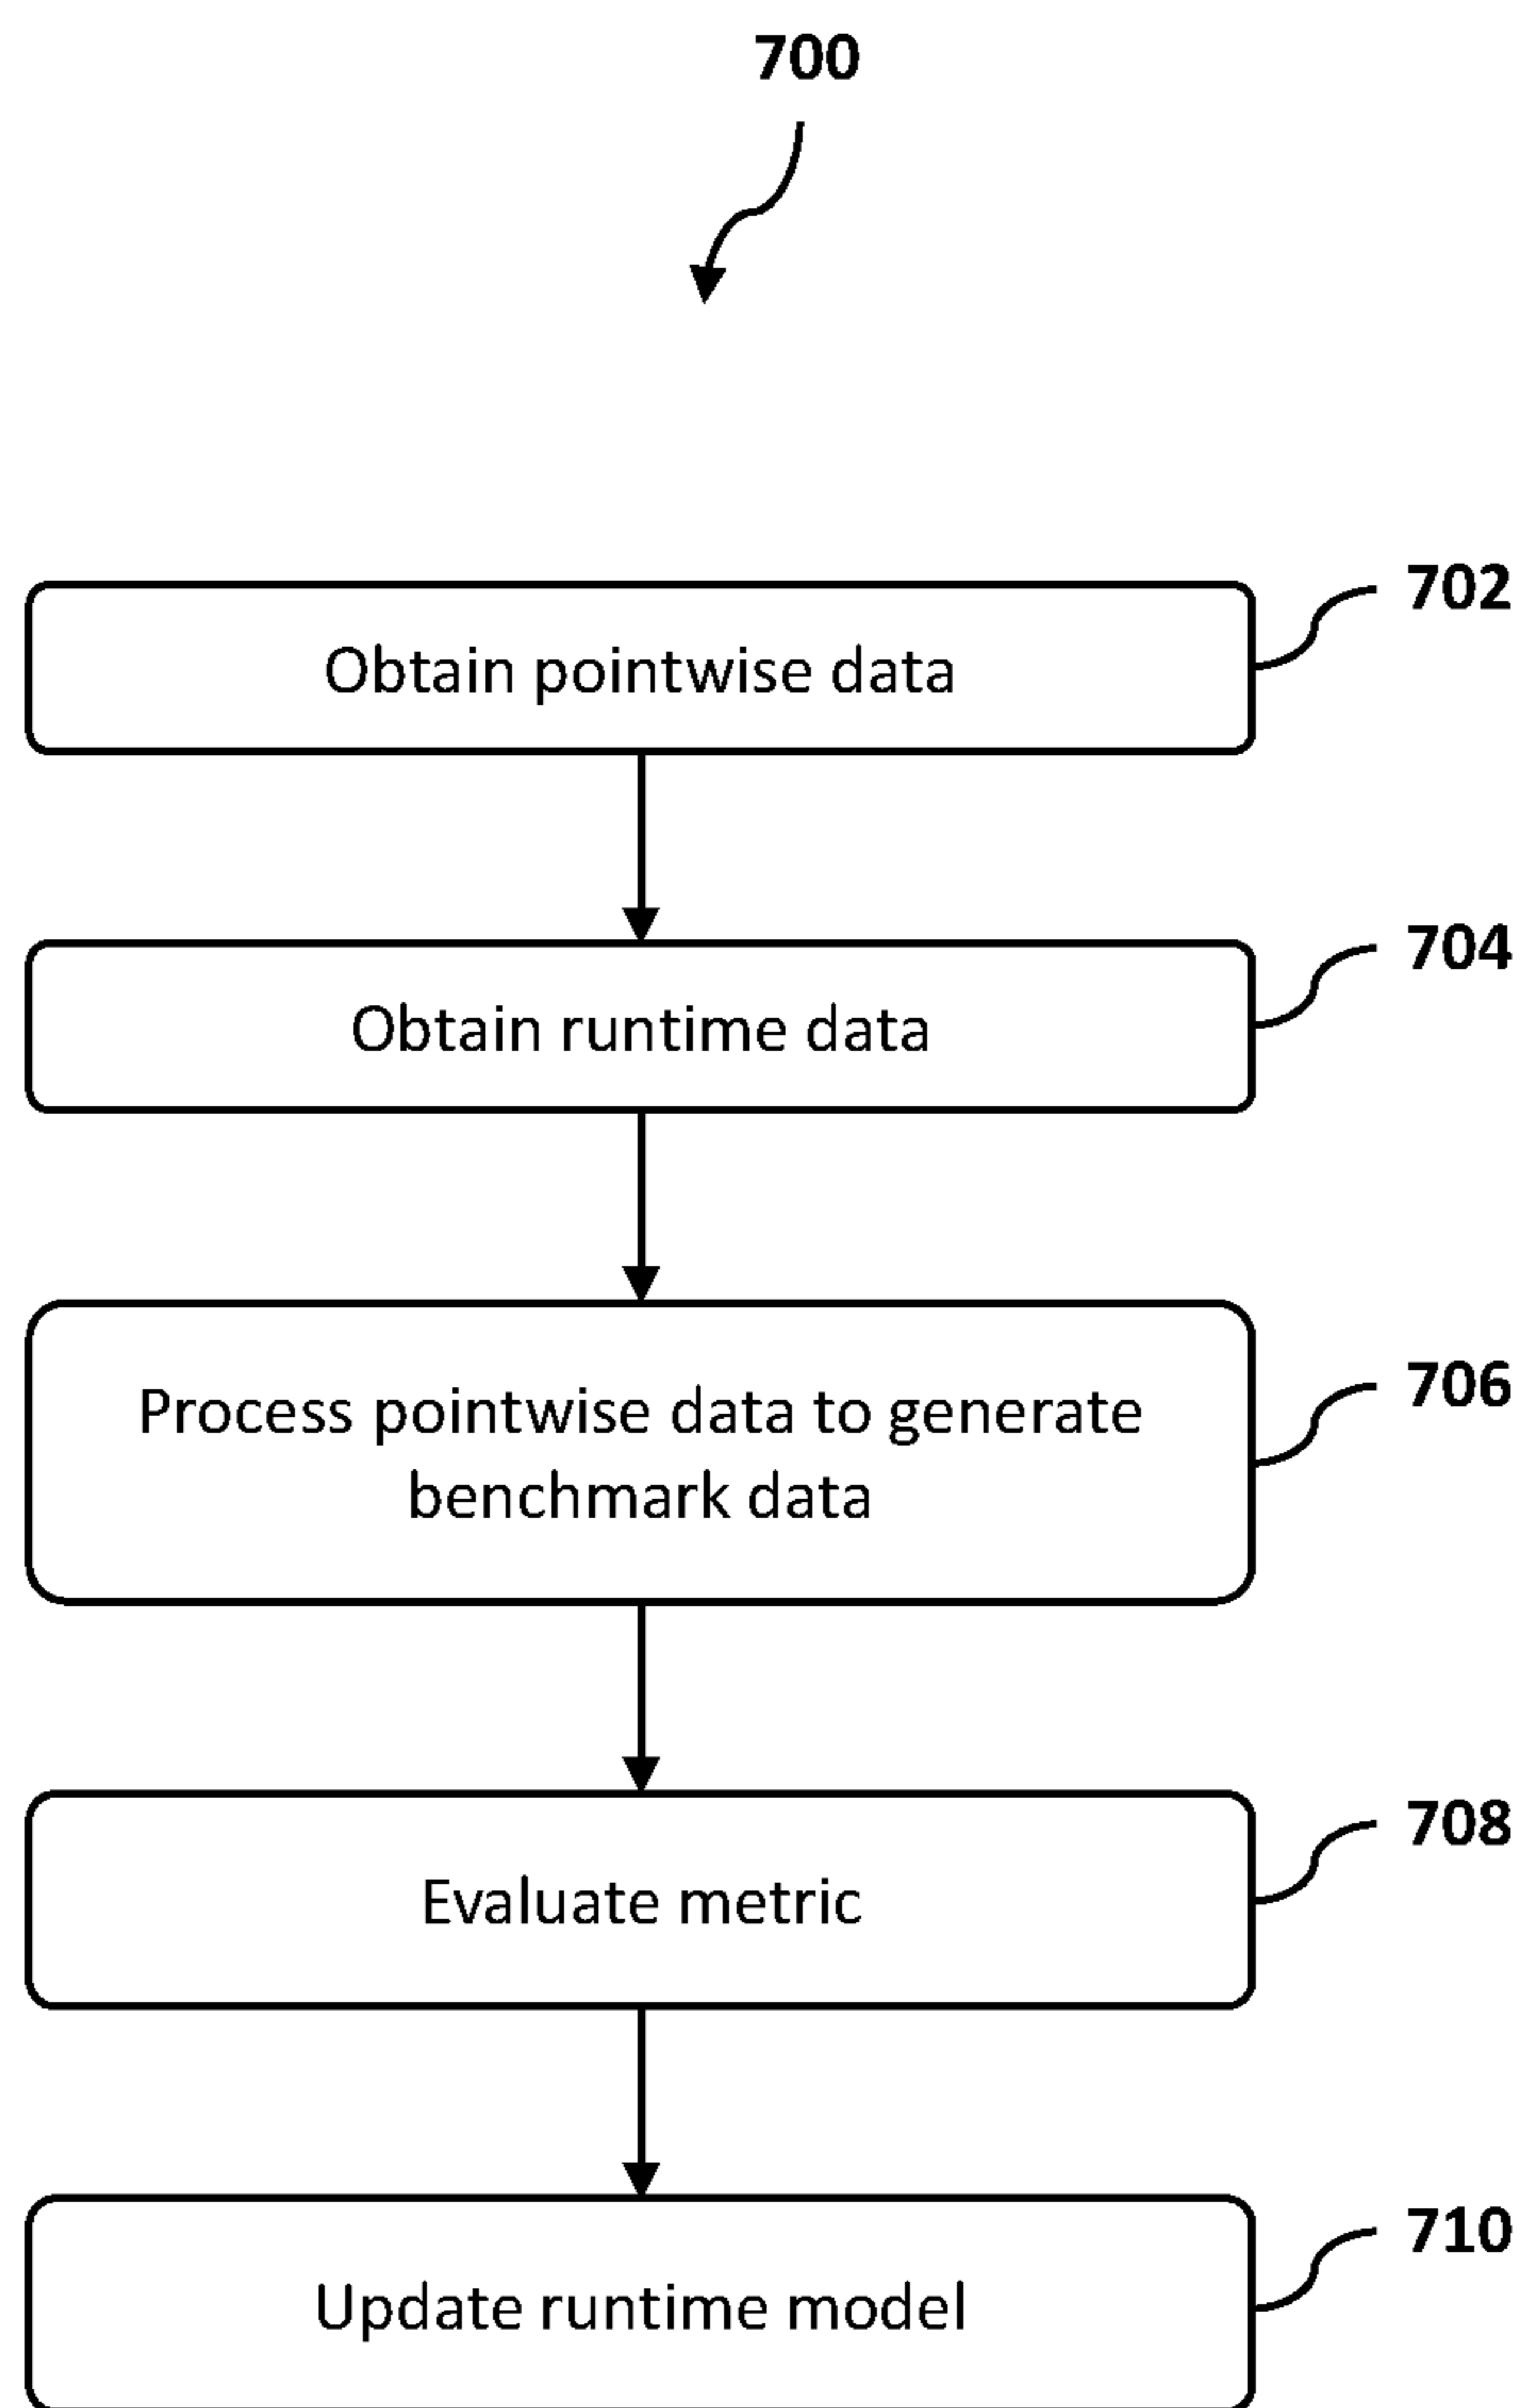 700
702
Obtain pointwise data
704
Obtain runtime data
706
Process pointwise data to generate
benchmark data
708
Evaluate metric
710
Update runtime model